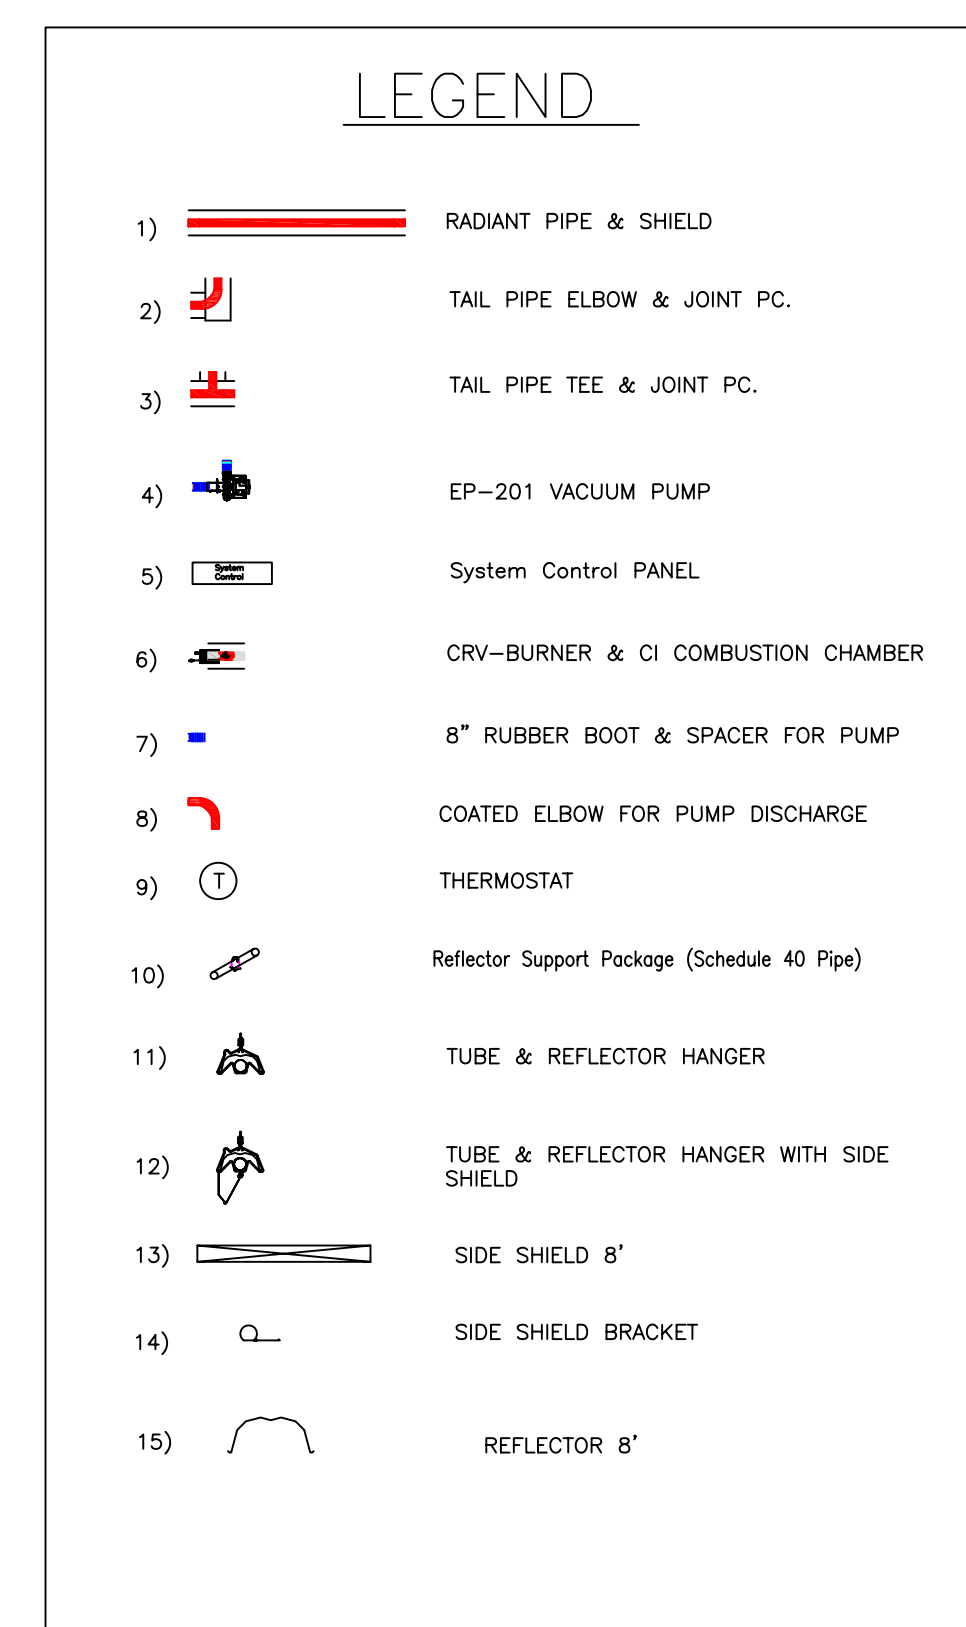 LEGEND
1) RADIANT PIPE & SHIELD
2) TAIL PIPE ELBOW & JOINT PC.
3) TAIL PIPE TEE & JOINT PC.
4) EP-201 VACUUM PUMP
5) System Control System Control PANEL
6) CRV-BURNER & CI COMBUSTION CHAMBER
7) 8" RUBBER BOOT & SPACER FOR PUMP
8) COATED ELBOW FOR PUMP DISCHARGE
9) T THERMOSTAT
10) Reflector Support Package (Schedule 40 Pipe)
11) TUBE & REFLECTOR HANGER
12) TUBE & REFLECTOR HANGER WITH SIDE
SHIELD
13) SIDE SHIELD 8'
14) SIDE SHIELD BRACKET
15) REFLECTOR 8'